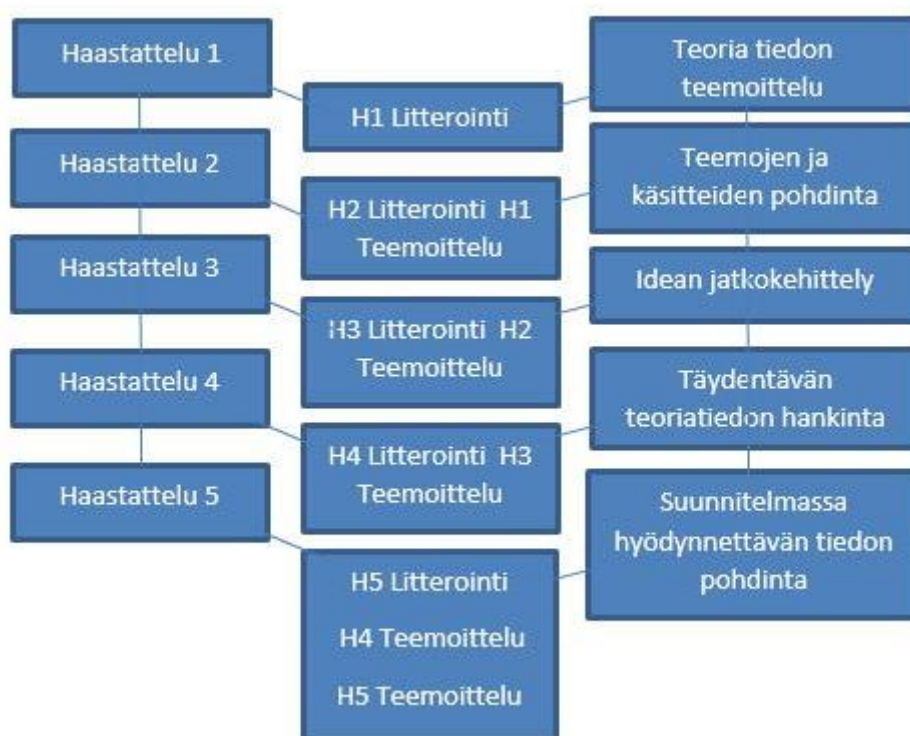 Haastattelu 1
Haastattelu 2
Haastattelu 3
Haastattelu 4
Haastattelu 5
H1 Litterointi
H2 Litterointi H1
Teemoittelu
H3 Litterointi H2
Teemoittelu
H4 Litterointi H3
Teemoittelu
H5 Litterointi
H4 Teemoittelu
H5 Teemoittelu
Teoria tiedon
teemoittelu
Teemojen ja
käsitteiden pohdinta
Idean jatkokehittely
Täydentävän
teoriatiedon hankinta
Suunnitelmassa
hyödynnettävän tiedon
pohdinta